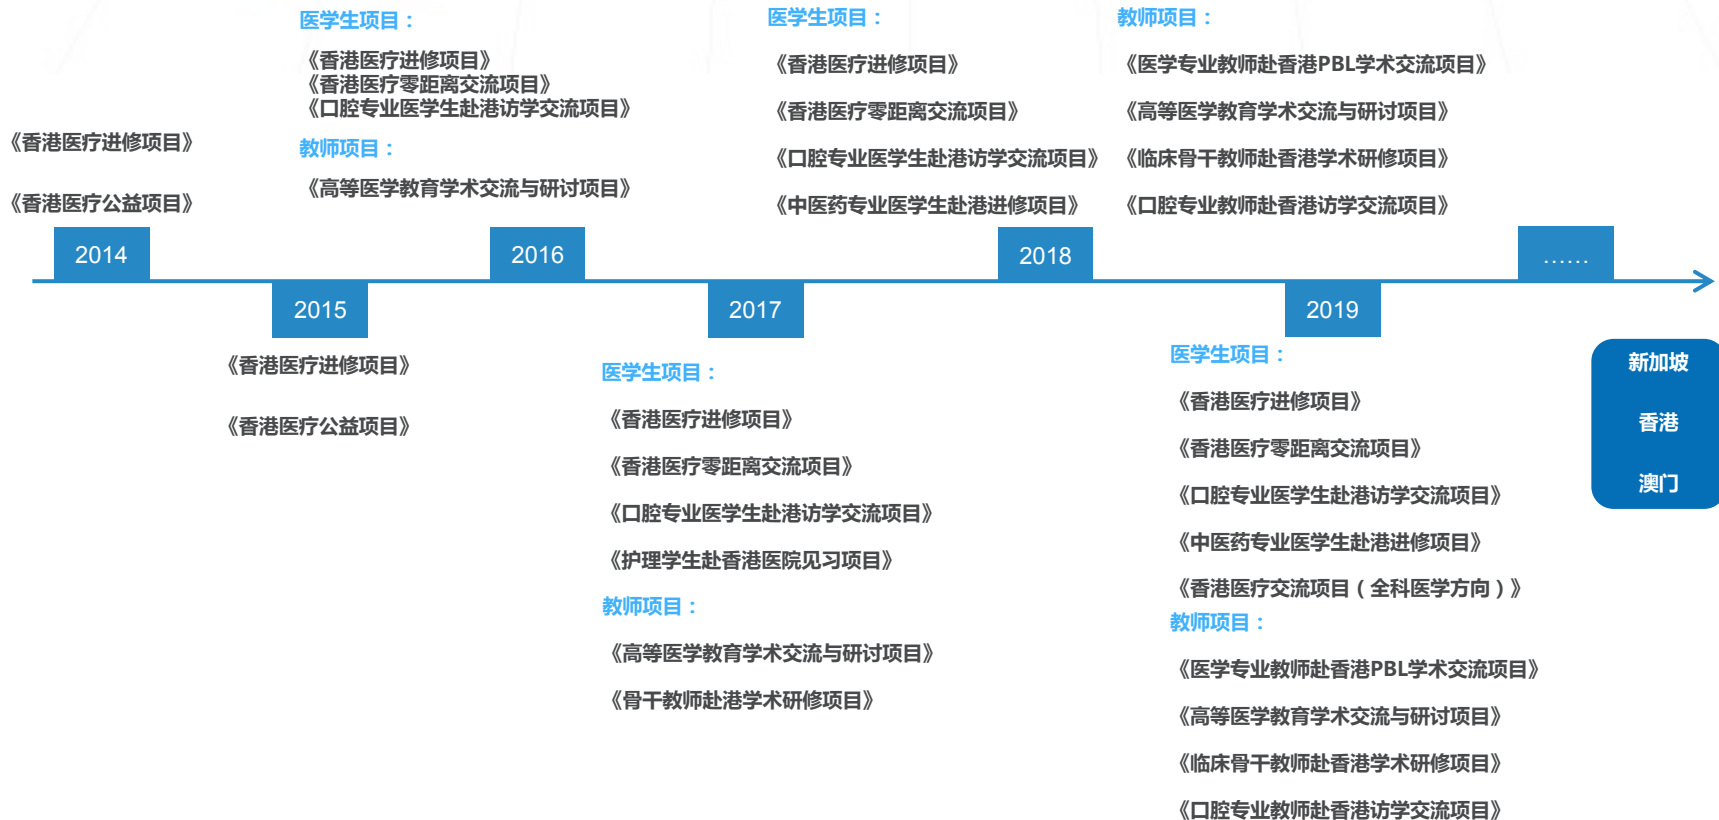 《香港医疗进修项目》
《香港医疗公益项目》
2014
2015
《香港医疗进修项目》
《香港医疗公益项目》
医学生项目：
《香港医疗进修项目》
《香港医疗零距离交流项目》
《口腔专业医学生赴港访学交流项目》
教师项目：
《高等医学教育学术交流与研讨项目》
2016
2017
医学生项目：
《香港医疗进修项目》
《香港医疗零距离交流项目》
《口腔专业医学生赴港访学交流项目》
《护理学生赴香港医院见习项目》
教师项目：
《高等医学教育学术交流与研讨项目》
《骨干教师赴港学术研修项目》
医学生项目：
《香港医疗进修项目》
《香港医疗零距离交流项目》
《口腔专业医学生赴港访学交流项目》
《中医药专业医学生赴港进修项目》
教师项目：
《医学专业教师赴香港PBL学术交流项目》
《高等医学教育学术交流与研讨项目》
《临床骨干教师赴香港学术研修项目》
《口腔专业教师赴香港访学交流项目》
2018
2019
医学生项目：
《香港医疗进修项目》
《香港医疗零距离交流项目》
《口腔专业医学生赴港访学交流项目》
《中医药专业医学生赴港进修项目》
《香港医疗交流项目（全科医学方向）》
教师项目：
《医学专业教师赴香港PBL学术交流项目》
《高等医学教育学术交流与研讨项目》
《临床骨干教师赴香港学术研修项目》
《口腔专业教师赴香港访学交流项目》
……
新加坡
香港
澳门